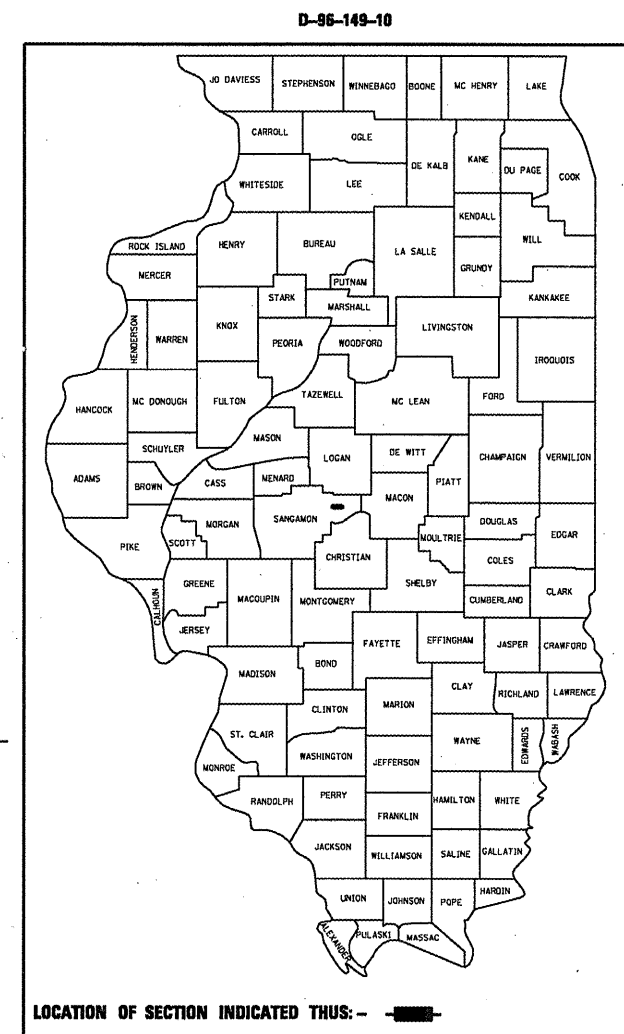 D-96-149-10
JO DAVIESS
STEPHENSON
WINNEBAGO
BOONE
MC HENRY
LAKE
CARROLL
OGLE
DE KALB
KANE
DU PAGE
COOK
WHITESIDE
LEE
KENDALL
WILL
ROCK ISLAND
HENRY
BUREAU
LA SALLE
GRUNDY
MERCER
PUTNAM
STARK
MARSHALL
KANKAKEE
HENDERSON
WARREN
KNOX
PEORIA
WOODFORD
LIVINGSTON
IROQUOIS
HANCOCK
MC DONOUGH
FULTON
TAZEWELL
MC LEAN
FORD
MASON
SCHUYLER
LOGAN
DE WITT
CHAMPAIGN
VERMILION
ADAMS
BROWN
CASS
MENARD
MACON
PIATT
MORGAN
SANGAMON
DOUGLAS
PIKE
SCOTT
CHRISTIAN
MOULTRIE
EDGAR
COLES
GREENE
MACOUPIN
MONTGOMERY
SHELBY
CUMBERLAND
CLARK
CALHOUN
JERSEY
FAYETTE
EFFINGHAM
JASPER
CRAWFORD
MADISON
BOND
CLAY
RICHLAND
LAWRENCE
CLINTON
MARION
ST. CLAIR
WAYNE
EDWARDS
WABASH
WASHINGTON
JEFFERSON
MONROE
RANDOLPH
PERRY
HAMILTON
WHITE
FRANKLIN
JACKSON
WILLIAMSON
SALINE
GALLATIN
UNION
JOHNSON
POPE
HARDIN
ALEXANDER
PULASKI
MASSAC
LOCATION OF SECTION INDICATED THUS: -